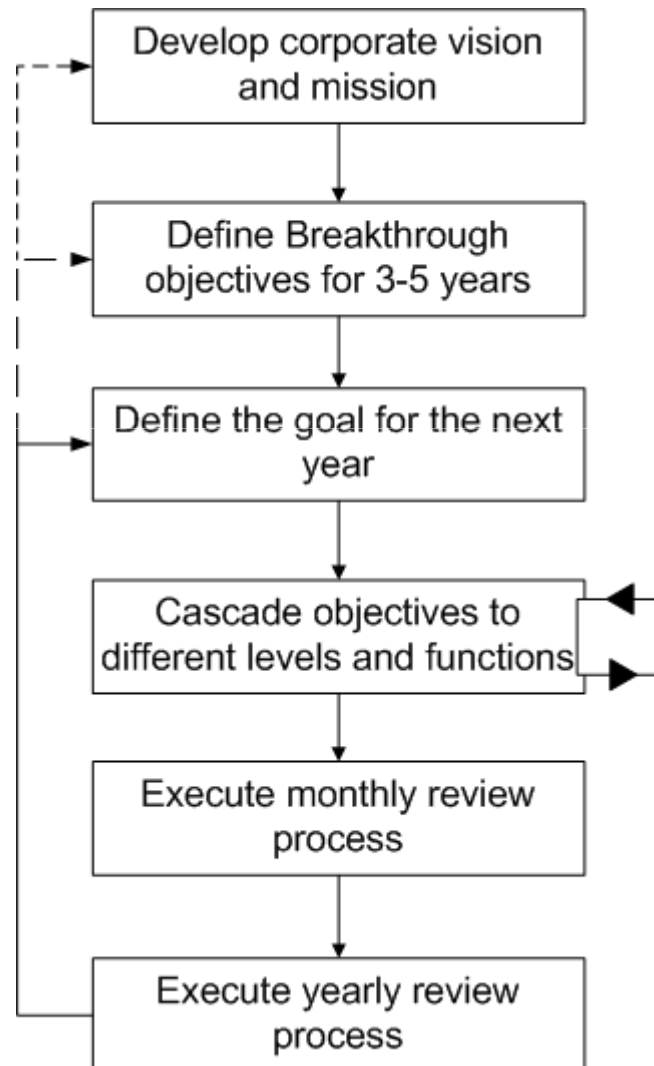 Develop corporate vision
and mission
Define Breakthrough
objectives for 3-5 years
Define the goal for the next
year
Cascade objectives to
different levels and functions
Execute monthly review
process
Execute yearly review
process